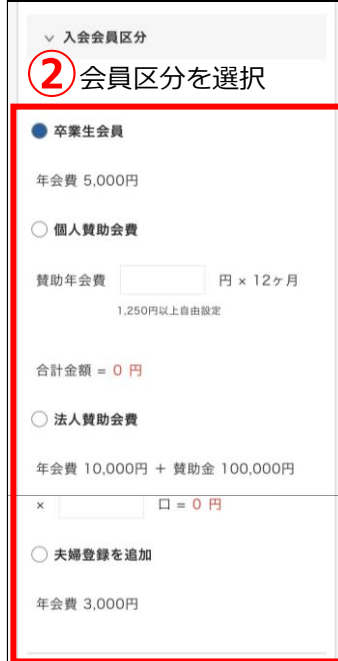 入会会員区分
② 会員区分を選択
卒業生会員
年会費 5,000円
個人賛助会費
賛助年会費 円 × 12ヶ月
1,250円以上自由設定
合計金額 = 0 円
法人賛助会費
年会費 10,000円 + 賛助金 100,000円
× 口 = 0 円
夫婦登録を追加
年会費 3,000円